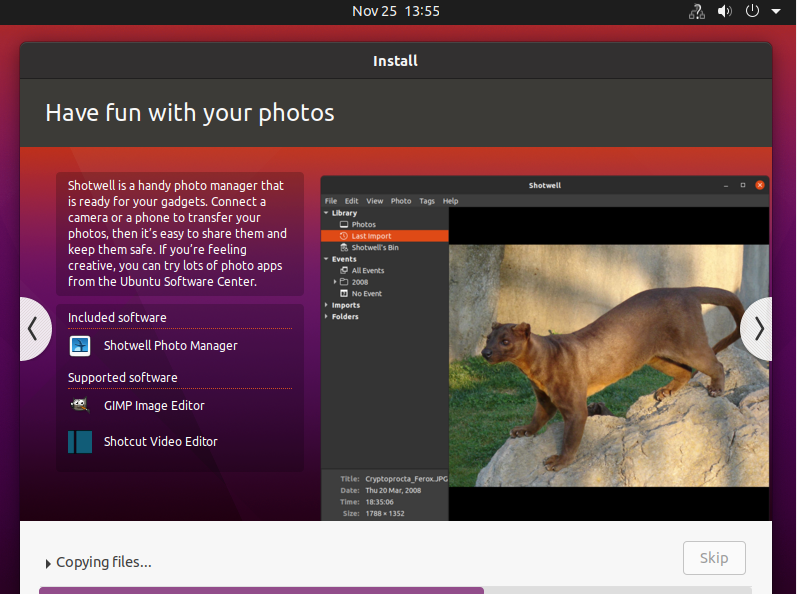 Nov 25 13:55
Install
Have fun with your photos
Shotwell is a handy photo manager that
is ready for your gadgets. Connect a
camera or a phone to transfer your
photos, then it's easy to share them and
keep them safe. If you're feeling
creative, you can try lots of photo apps
from the Ubuntu Software Center.
Included software
Shotwell Photo Manager
Supported software
GIMP Image Editor
Shotcut Video Editor
Shotwell
File Edit View Photo Tags Help
Library
Photos
Last Import
Shotwell's Bin
Events
All Events
2008
No Event
Imports
Folders
Title: Cryptoprocta_Ferox.JPG
Date: Thu 20 Mar, 2008
Time: 18:35:06
Size: 1788 × 1352
Copying files...
Skip